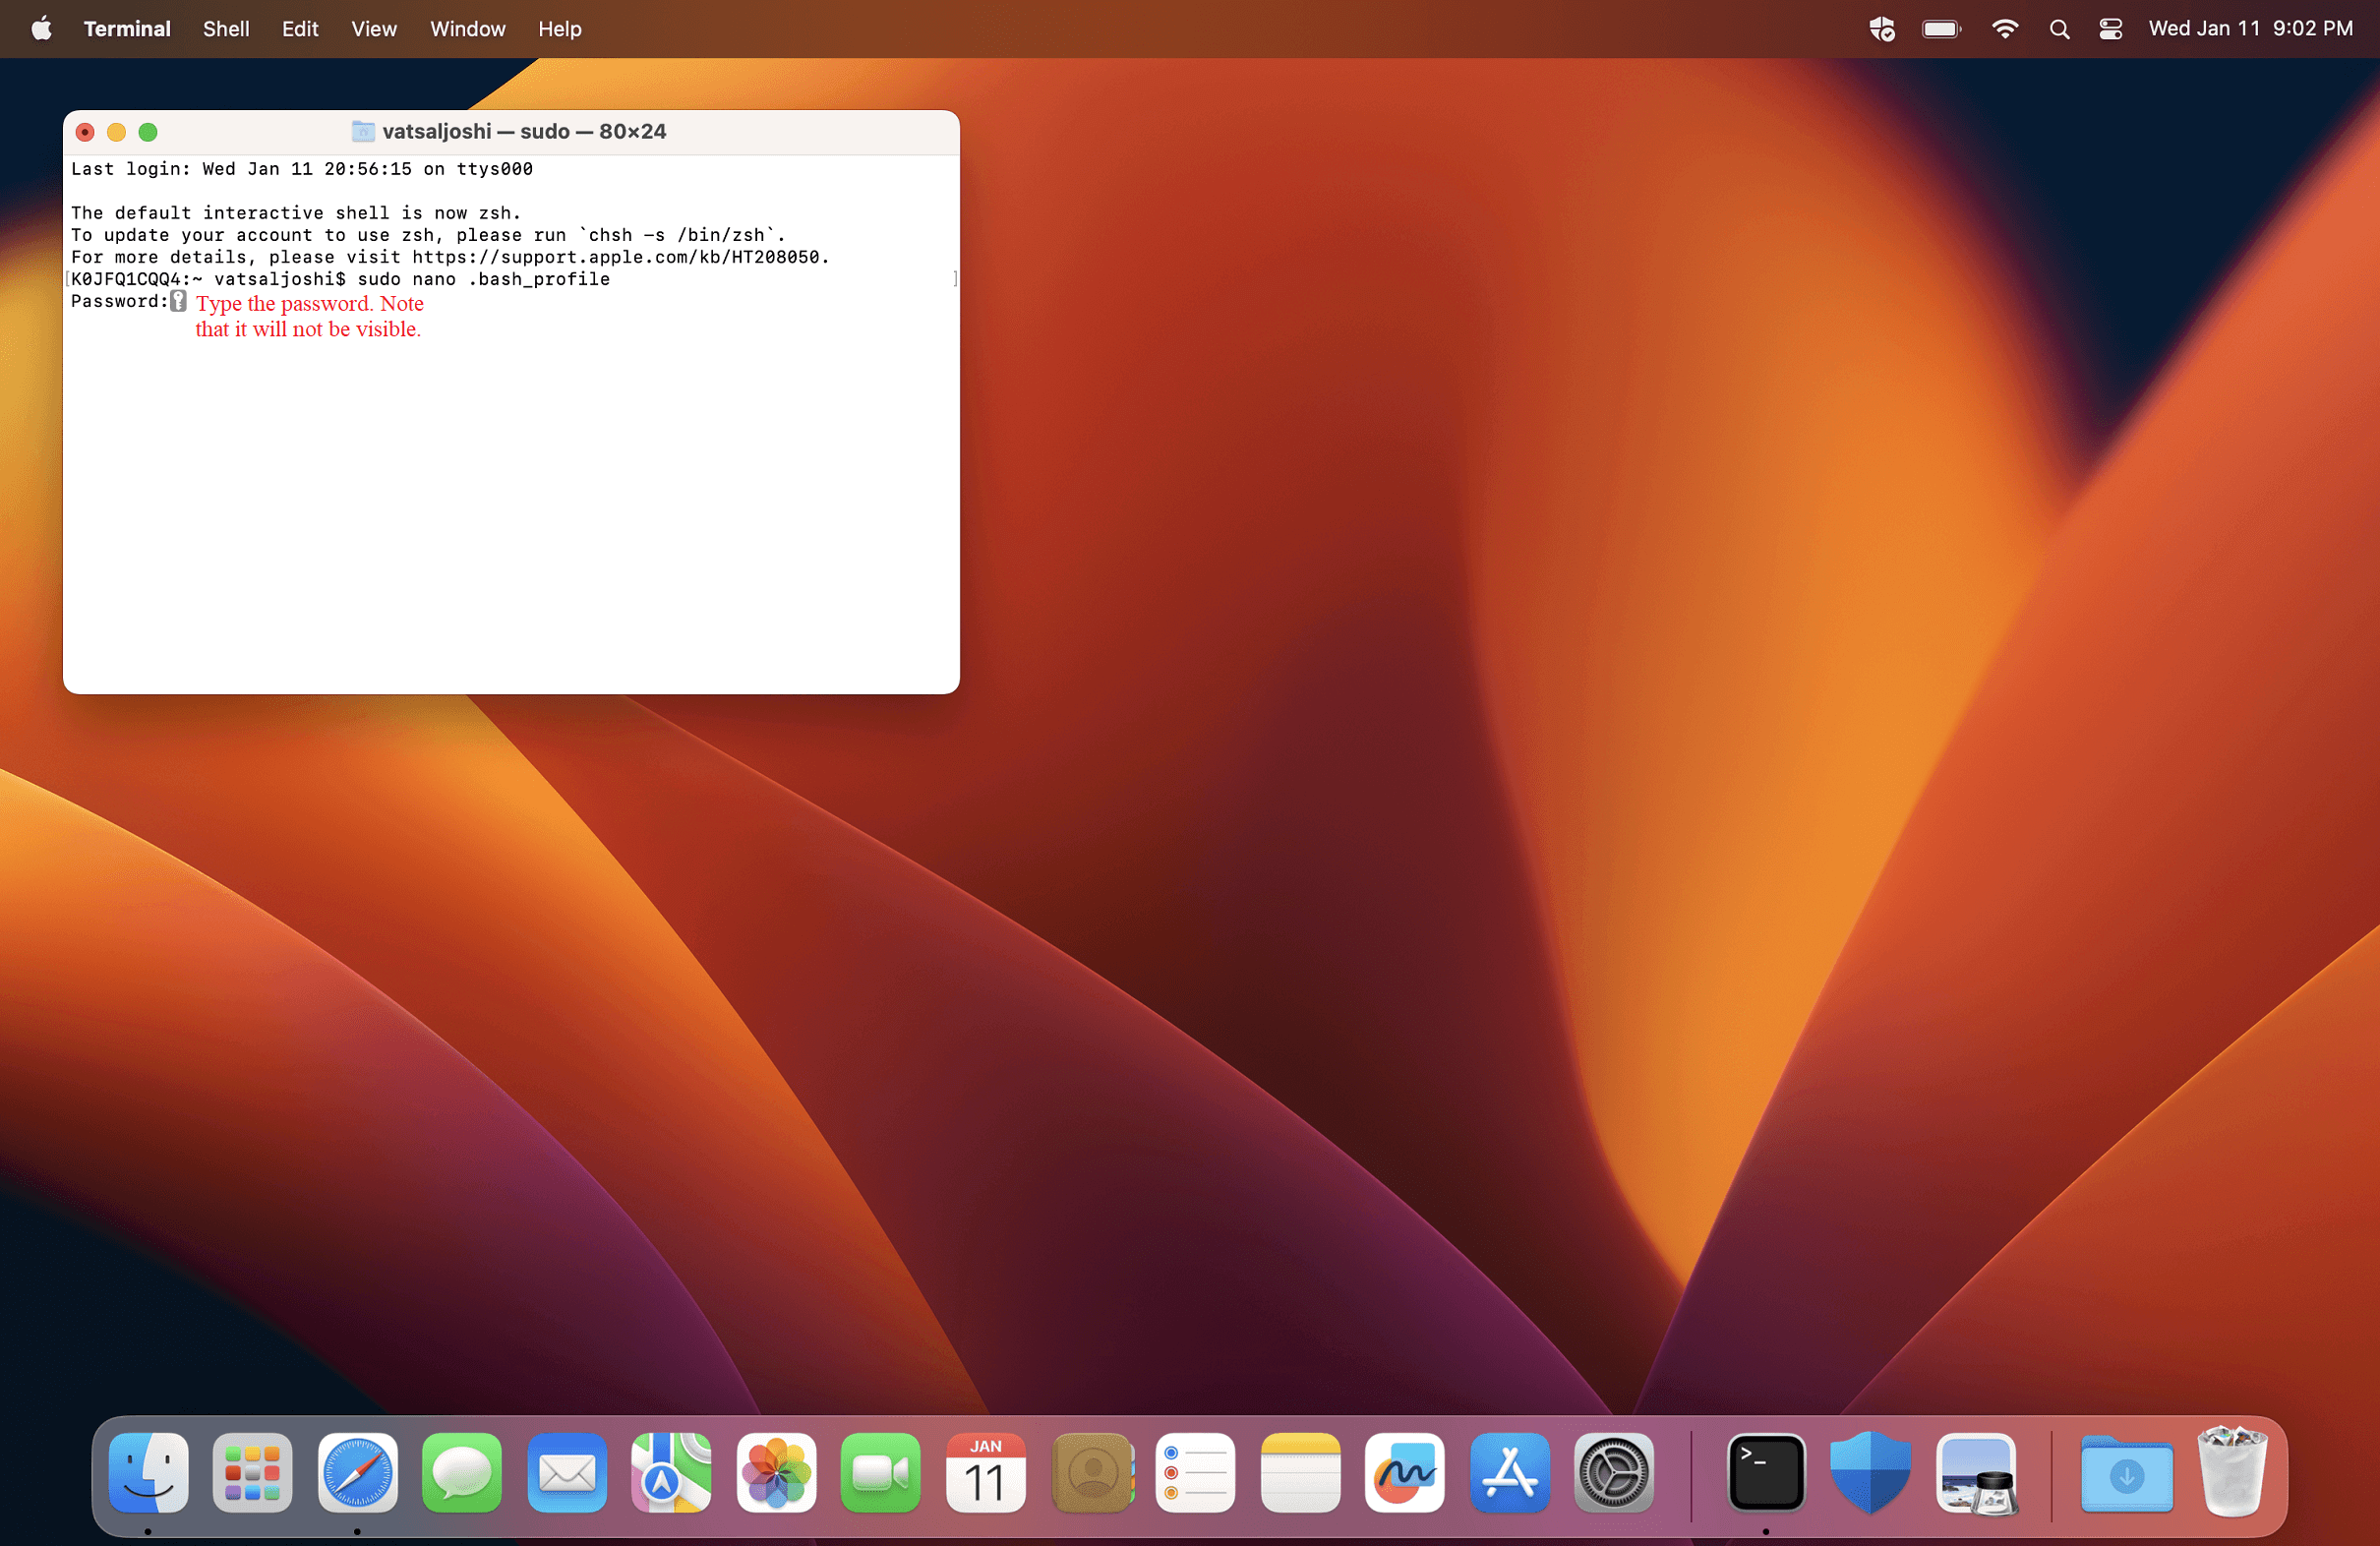 Terminal Shell Edit View Window Help Wed Jan 11 9:02 PM
vatsaljoshi — sudo — 80×24
Last login: Wed Jan 11 20:56:15 on ttys000
The default interactive shell is now zsh.
To update your account to use zsh, please run `chsh -s /bin/zsh`.
For more details, please visit https://support.apple.com/kb/HT208050.
[K0JFQ1CQQ4:~ vatsaljoshi$ sudo nano .bash_profile ]
Password: Type the password. Note
that it will not be visible.
JAN
11
>_